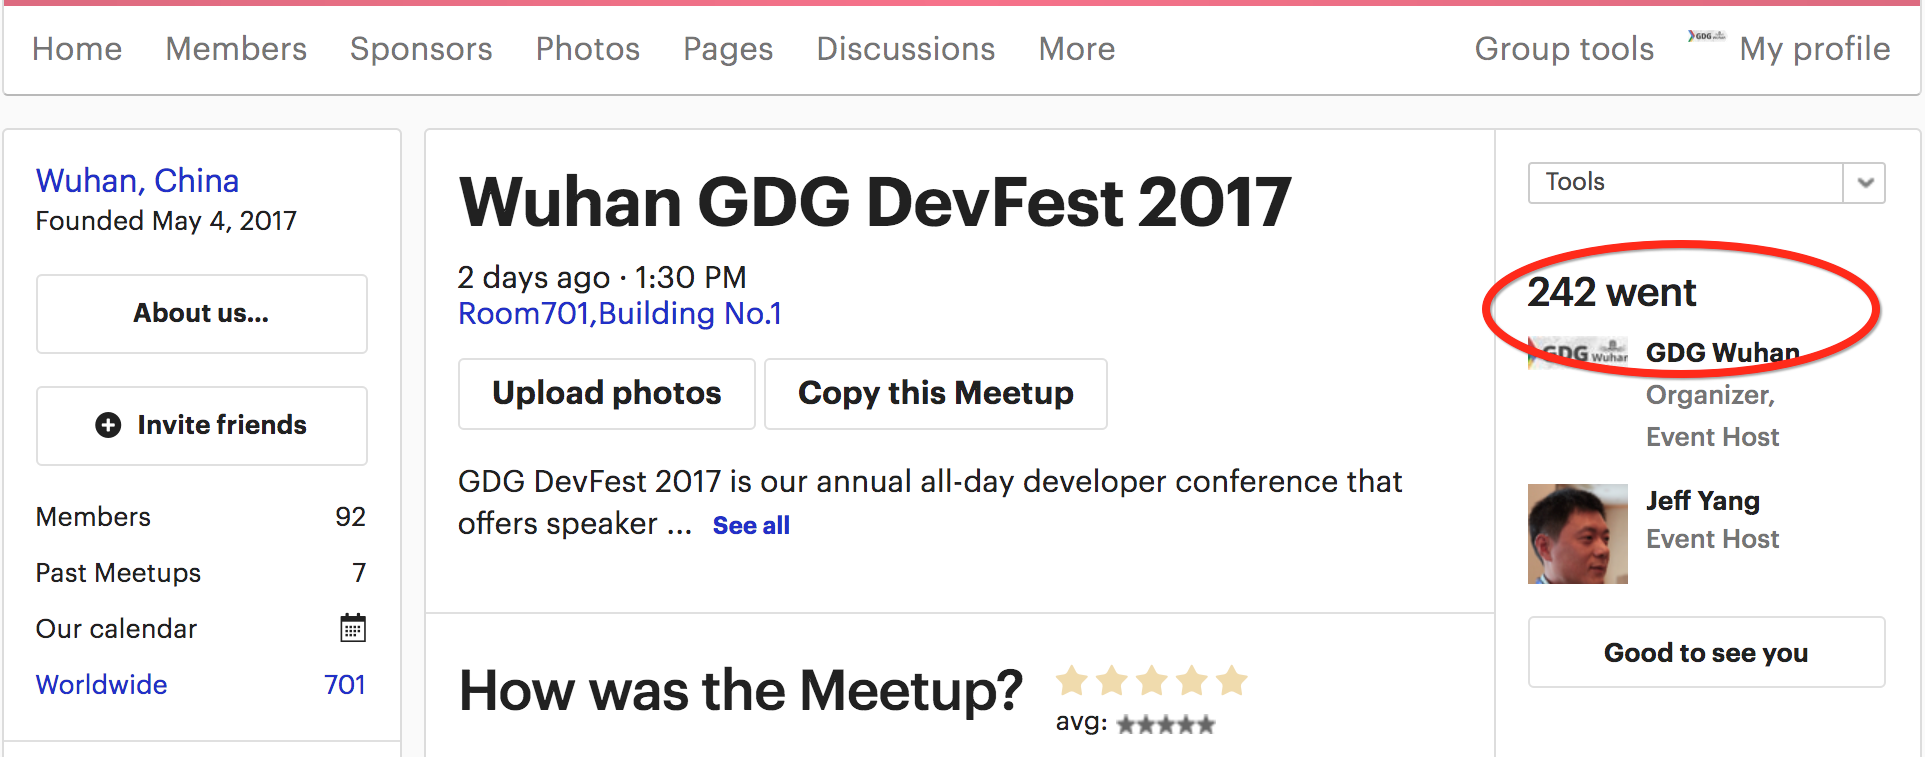 Home Members Sponsors Photos Pages Discussions More Group tools GDG My profile
Wuhan, China
Founded May 4, 2017
About us...
Invite friends
Members 92
Past Meetups 7
Our calendar
Worldwide 701
Wuhan GDG DevFest 2017
2 days ago · 1:30 PM
Room701,Building No.1
Upload photos Copy this Meetup
GDG DevFest 2017 is our annual all-day developer conference that
offers speaker ... See all
How was the Meetup?
avg:
Tools
242 went
GDG Wuhan
GDG Wuhan
Organizer,
Event Host
Jeff Yang
Event Host
Good to see you